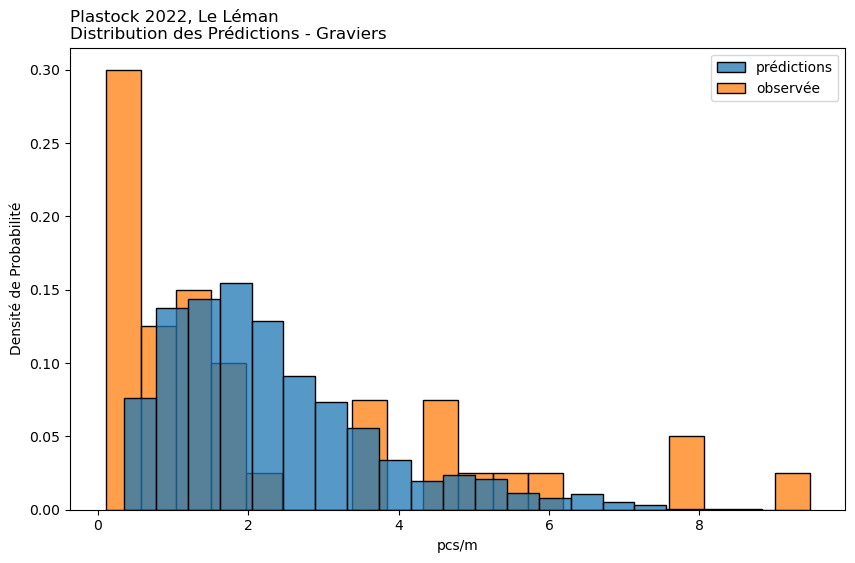 Plastock 2022, Le Léman
Distribution des Prédictions - Graviers
prédictions
observée
Densité de Probabilité
0.30
0.25
0.20
0.15
0.10
0.05
0.00
0
2
4
6
8
pcs/m